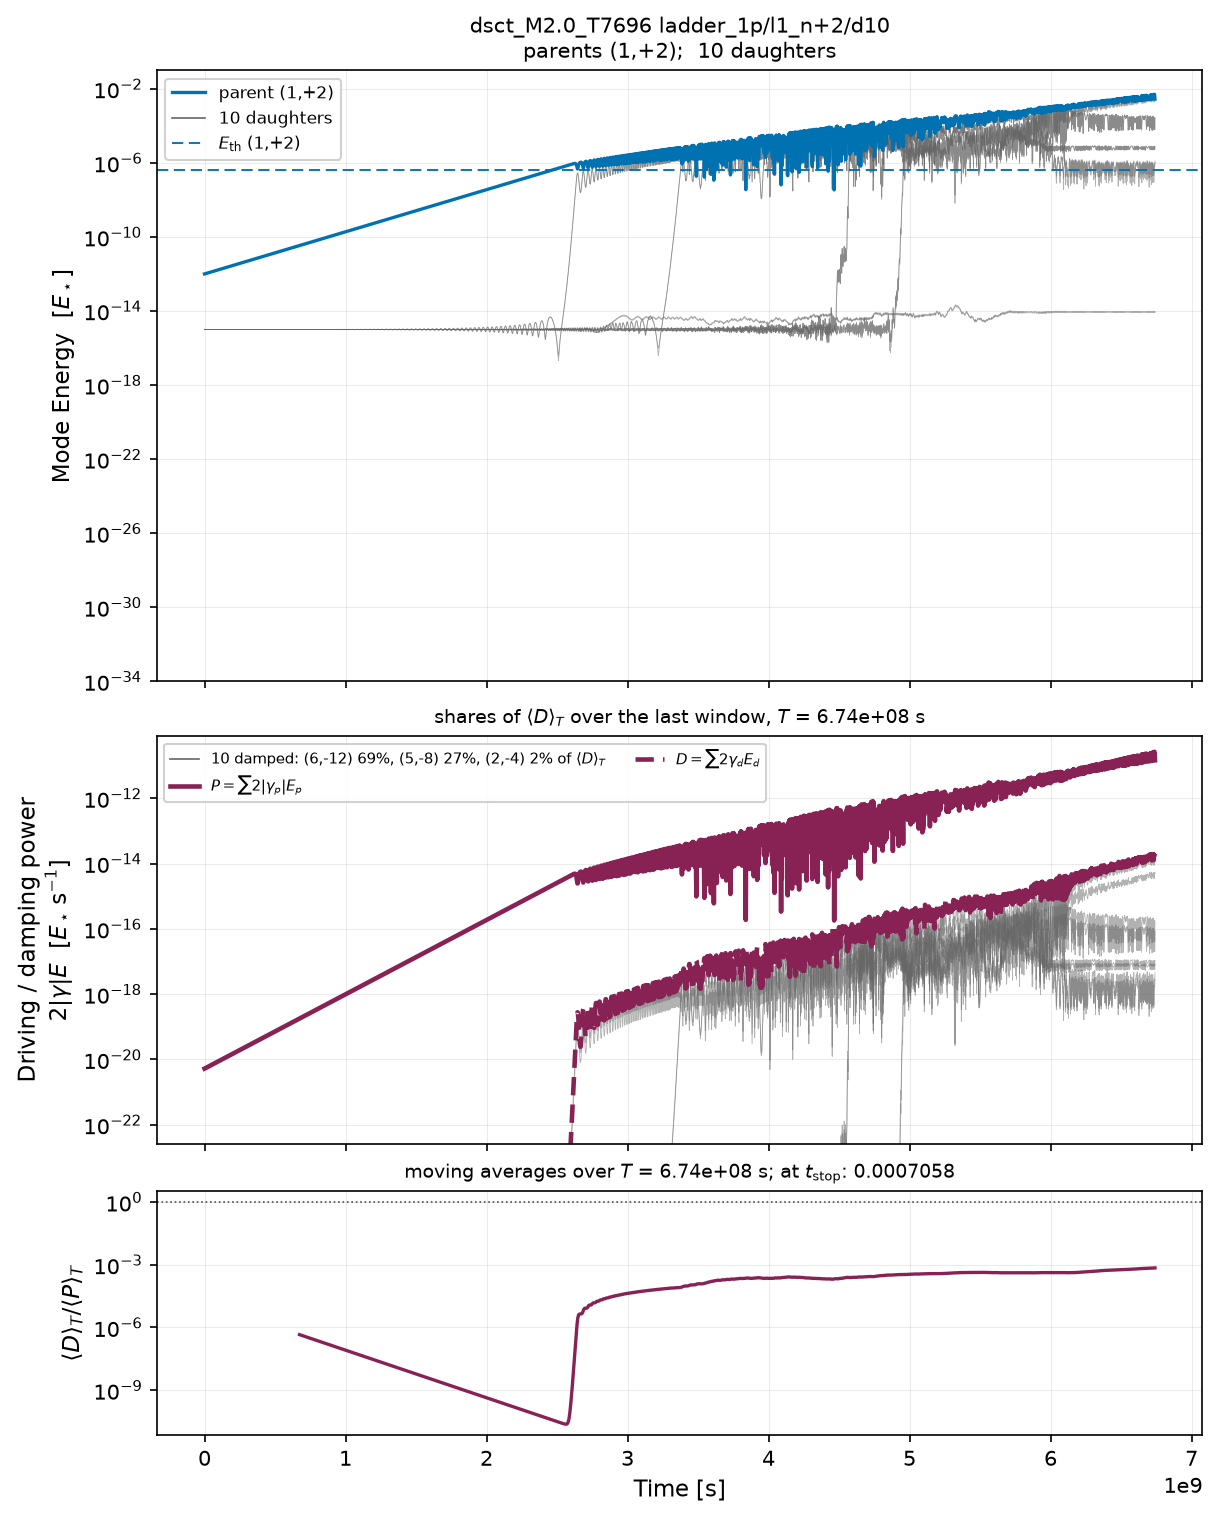 dsct_M2.0_T7696 ladder_1p/l1_n+2/d10
parents (1,+2);  10 daughters
parent (1,+2)
10 daughters
E_th (1,+2)
10^−2
10^−6
10^−10
10^−14
10^−18
10^−22
10^−26
10^−30
10^−34
Mode Energy [E⋆]
shares of ⟨D⟩_T over the last window, T = 6.74e+08 s
10 damped: (6,-12) 69%, (5,-8) 27%, (2,-4) 2% of ⟨D⟩_T
P = ∑2|γ_p|E_p
D = ∑2γ_dE_d
10^−12
10^−14
10^−16
10^−18
10^−20
10^−22
Driving / damping power
2|γ|E [E⋆ s^−1]
moving averages over T = 6.74e+08 s; at t_stop: 0.0007058
10^0
10^−3
10^−6
10^−9
⟨D⟩_T/⟨P⟩_T
0 1 2 3 4 5 6 7
1e9
Time [s]